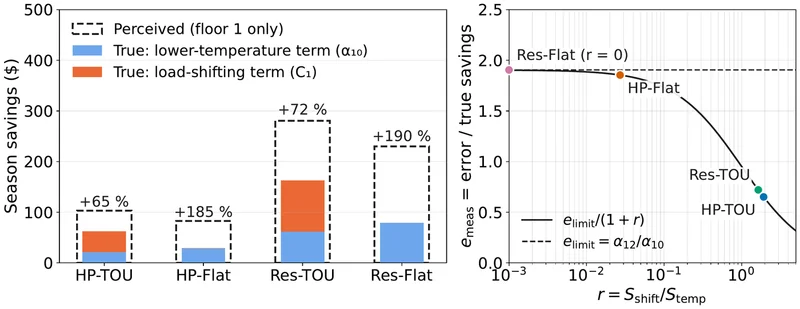 500
400
300
200
100
0
Season savings ($)
Perceived (floor 1 only)
True: lower-temperature term (α₁₀)
True: load-shifting term (C₁)
+65 %
+185 %
+72 %
+190 %
HP-TOU
HP-Flat
Res-TOU
Res-Flat
2.5
2.0
1.5
1.0
0.5
0.0
e_meas = error / true savings
Res-Flat (r = 0)
HP-Flat
Res-TOU
HP-TOU
e_limit/(1 + r)
e_limit = α₁₂/α₁₀
10⁻³
10⁻²
10⁻¹
10⁰
r = S_shift/S_temp